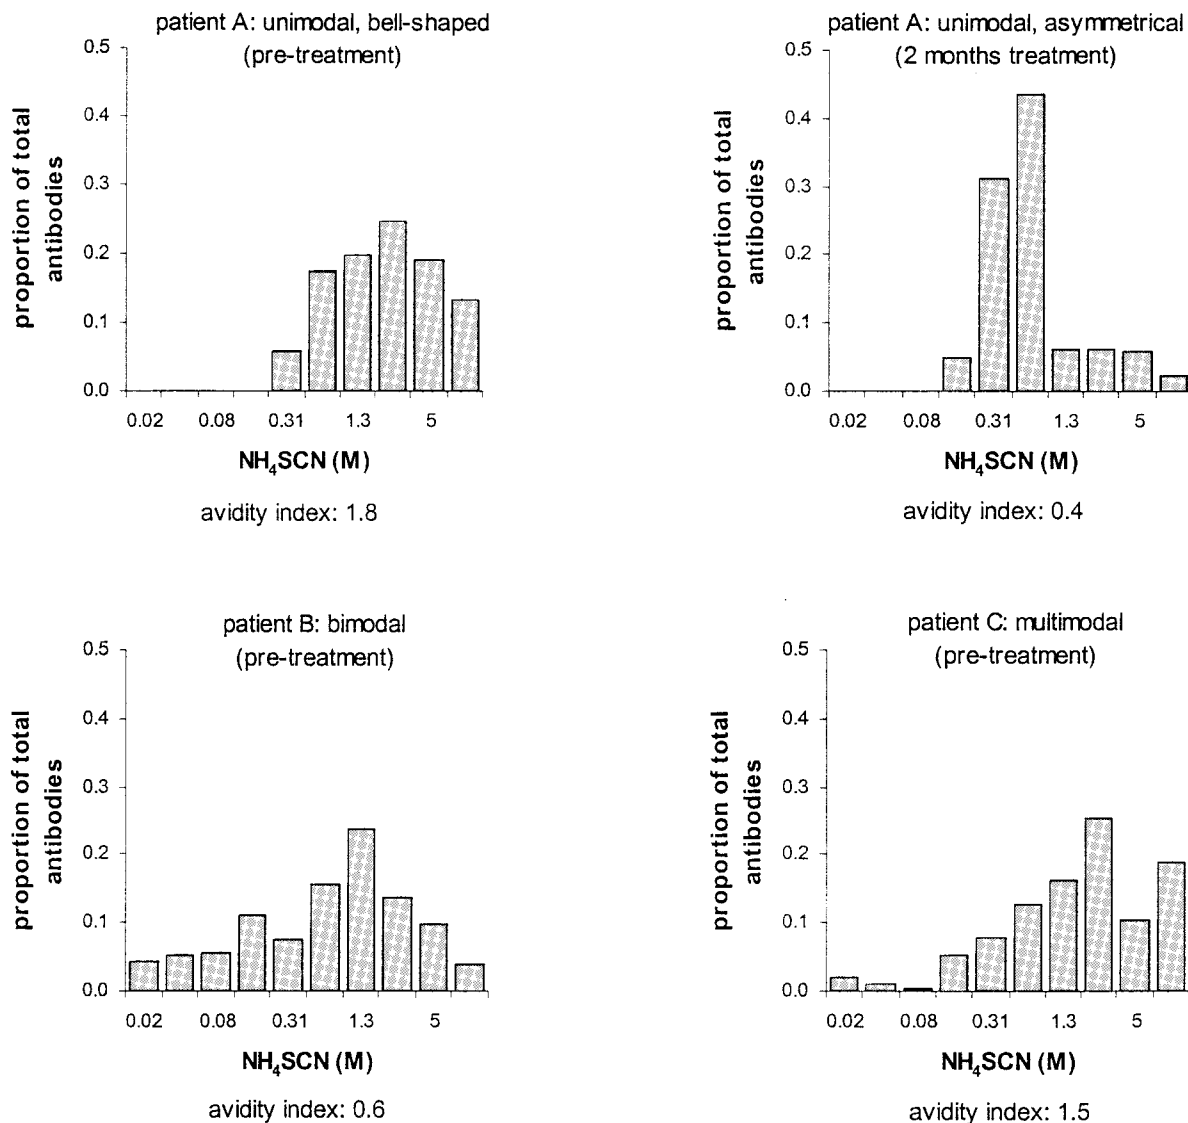 patient A: unimodal, bell-shaped
(pre-treatment)
0.5
0.4
0.3
0.2
0.1
0.0
proportion of total
antibodies
0.02 0.08 0.31 1.3 5
NH₄SCN (M)
avidity index: 1.8
patient A: unimodal, asymmetrical
(2 months treatment)
0.5
0.4
0.3
0.2
0.1
0.0
proportion of total
antibodies
0.02 0.08 0.31 1.3 5
NH₄SCN (M)
avidity index: 0.4
patient B: bimodal
(pre-treatment)
0.5
0.4
0.3
0.2
0.1
0.0
proportion of total
antibodies
0.02 0.08 0.31 1.3 5
NH₄SCN (M)
avidity index: 0.6
patient C: multimodal
(pre-treatment)
0.5
0.4
0.3
0.2
0.1
0.0
proportion of total
antibodies
0.02 0.08 0.31 1.3 5
NH₄SCN (M)
avidity index: 1.5